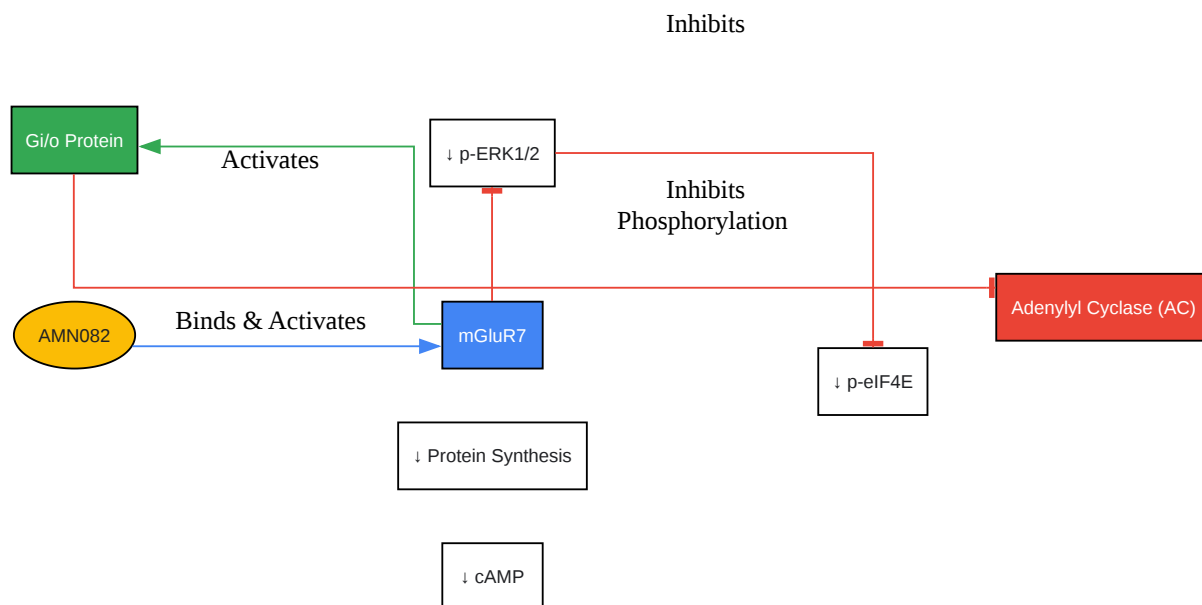 Inhibits
Gi/o Protein
Activates
↓ p-ERK1/2
Inhibits
Phosphorylation
Adenylyl Cyclase (AC)
AMN082
Binds & Activates
mGluR7
↓ p-eIF4E
↓ Protein Synthesis
↓ cAMP